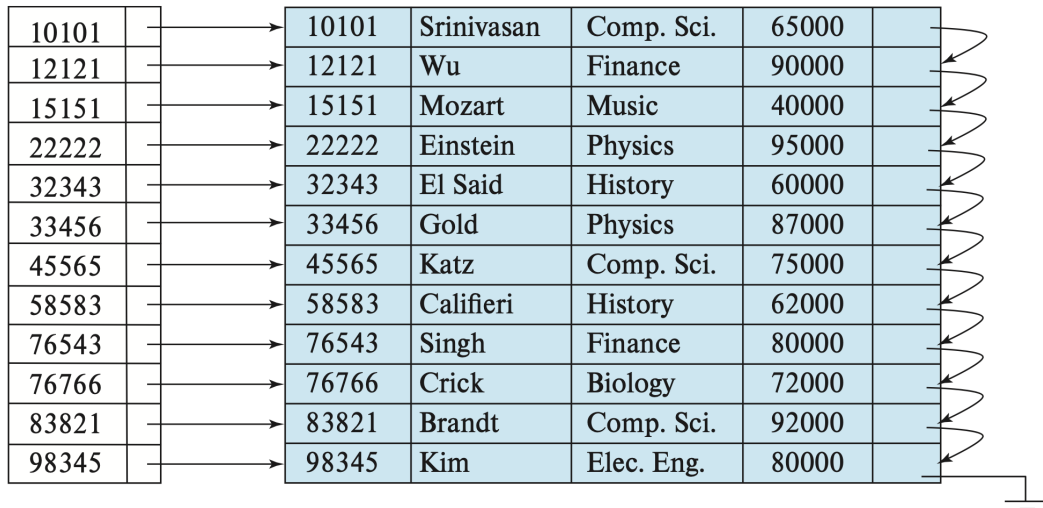 10101 10101 Srinivasan Comp. Sci. 65000
12121 12121 Wu Finance 90000
15151 15151 Mozart Music 40000
22222 22222 Einstein Physics 95000
32343 32343 El Said History 60000
33456 33456 Gold Physics 87000
45565 45565 Katz Comp. Sci. 75000
58583 58583 Califieri History 62000
76543 76543 Singh Finance 80000
76766 76766 Crick Biology 72000
83821 83821 Brandt Comp. Sci. 92000
98345 98345 Kim Elec. Eng. 80000